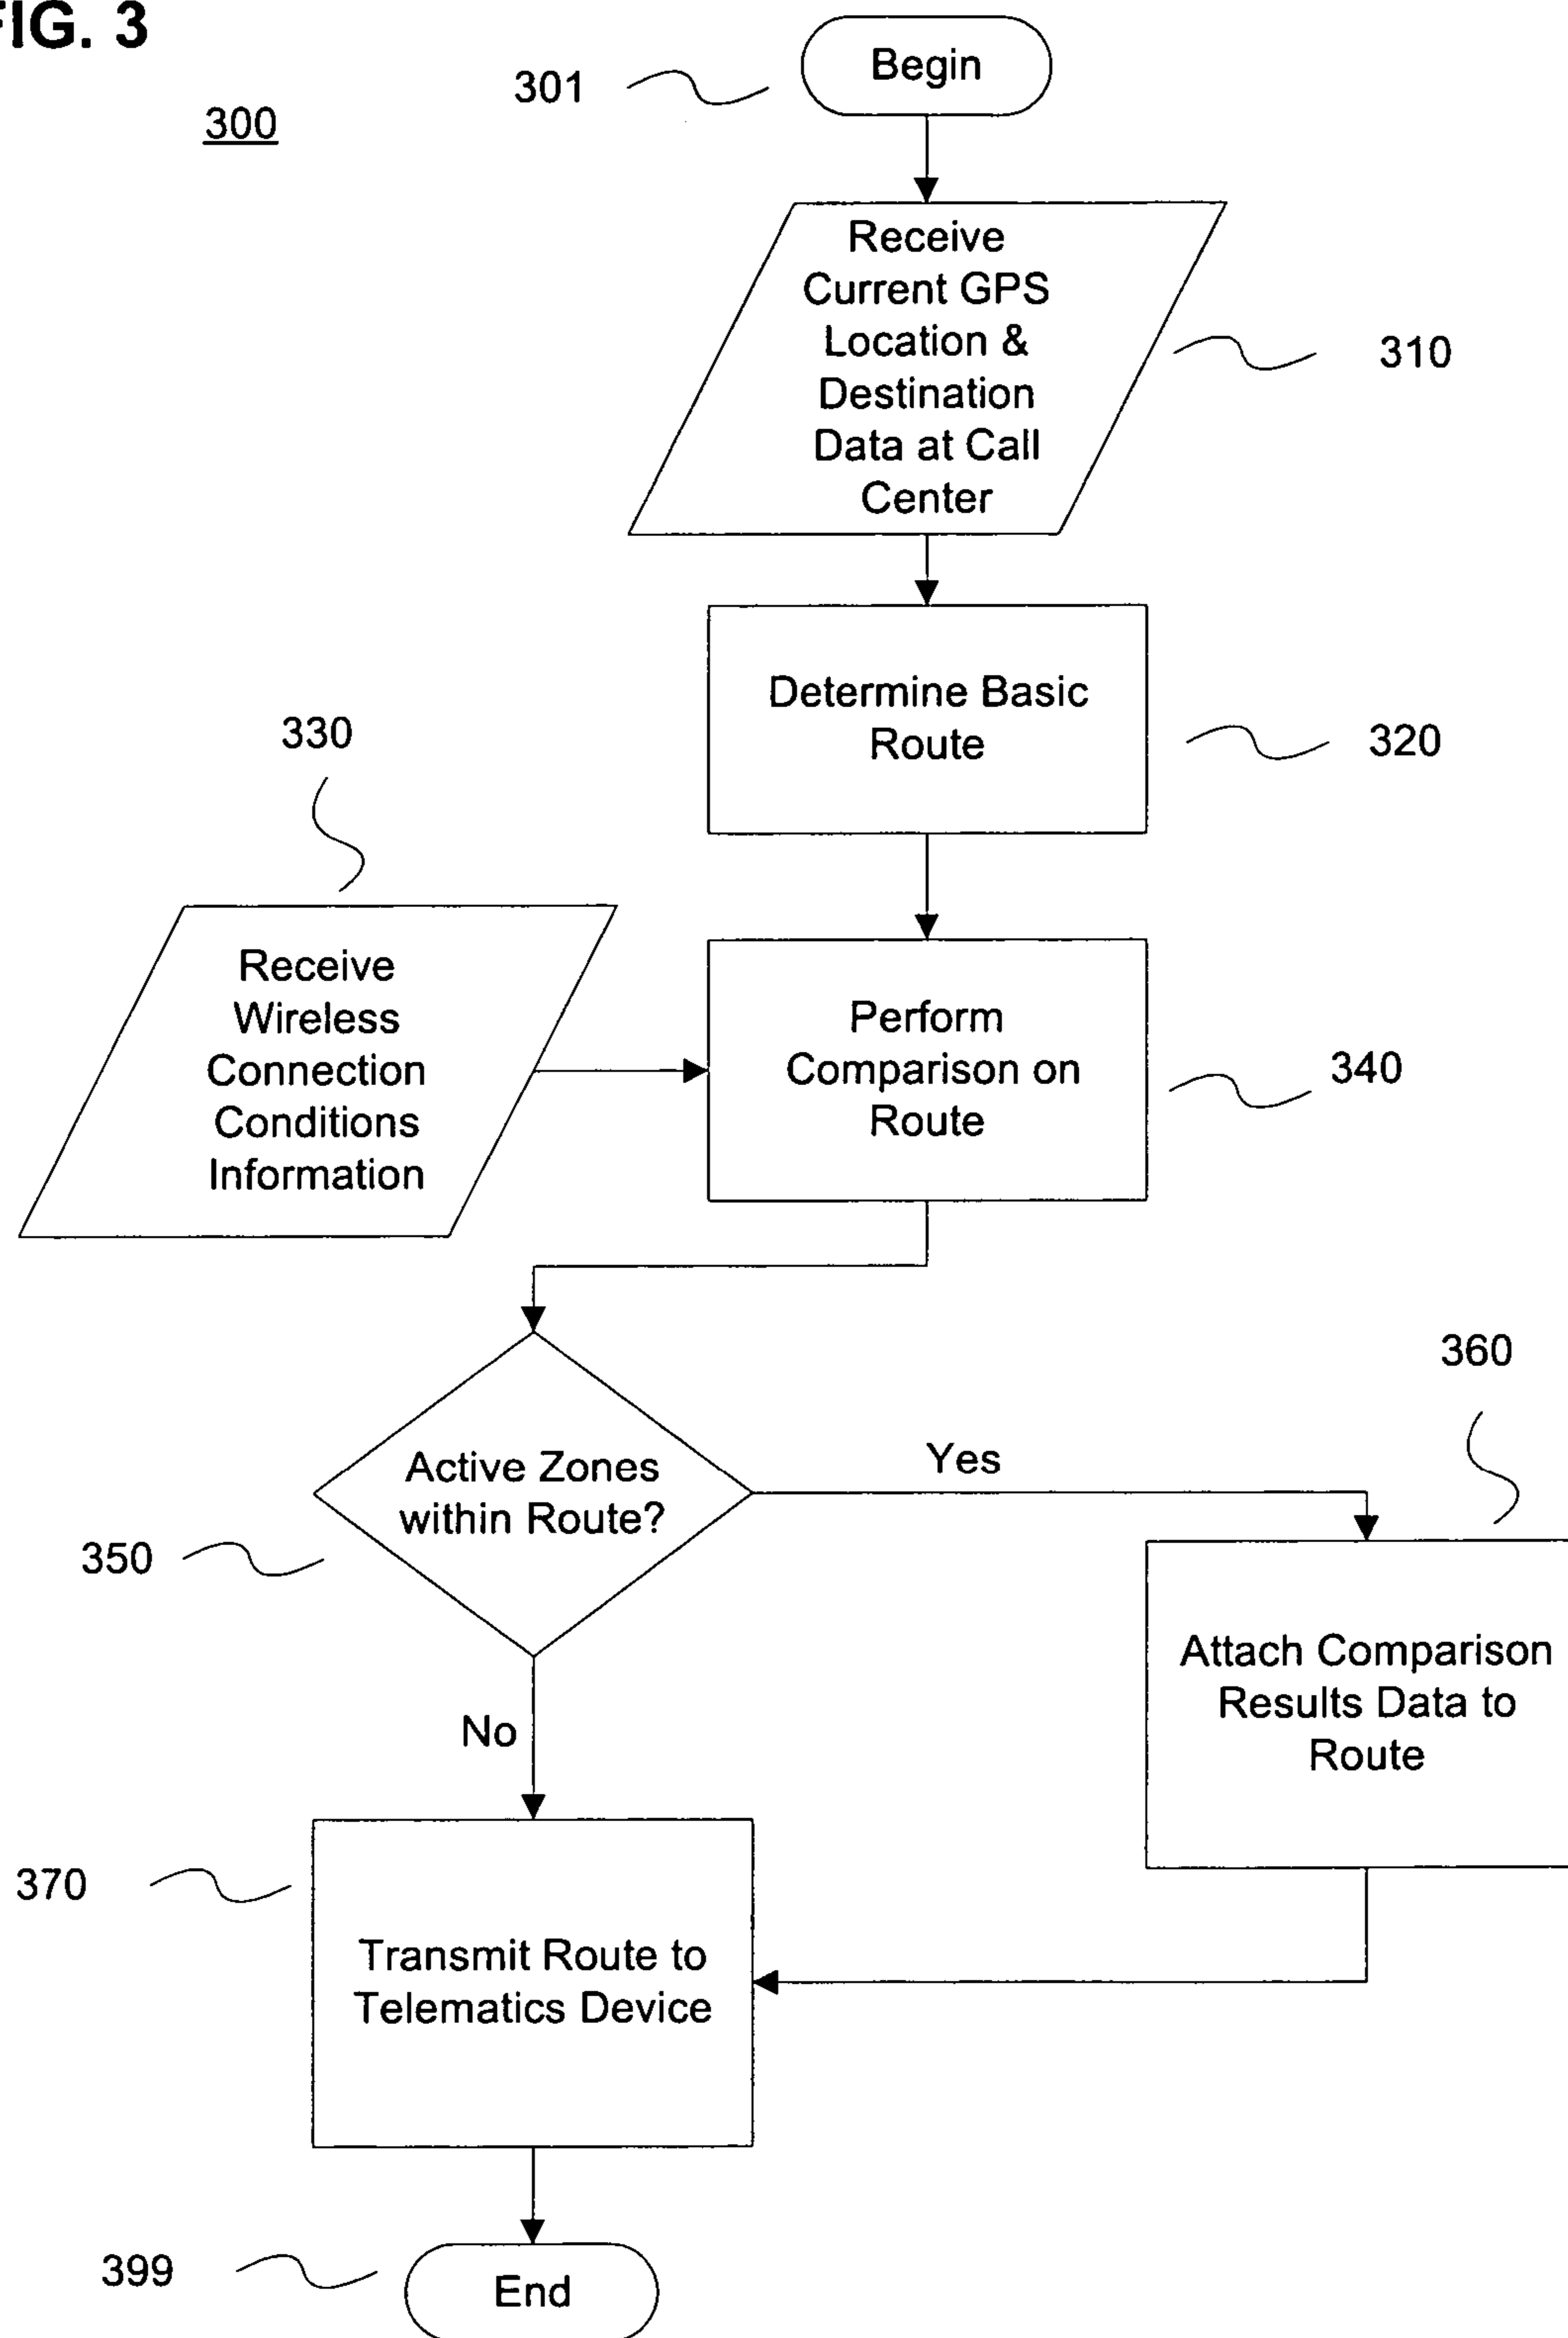 FIG. 3
300
301
Begin
Receive
Current GPS
Location &
Destination
Data at Call
Center
310
Determine Basic
Route
320
330
Receive
Wireless
Connection
Conditions
Information
Perform
Comparison on
Route
340
Active Zones
within Route?
350
Yes
No
360
Attach Comparison
Results Data to
Route
370
Transmit Route to
Telematics Device
399
End